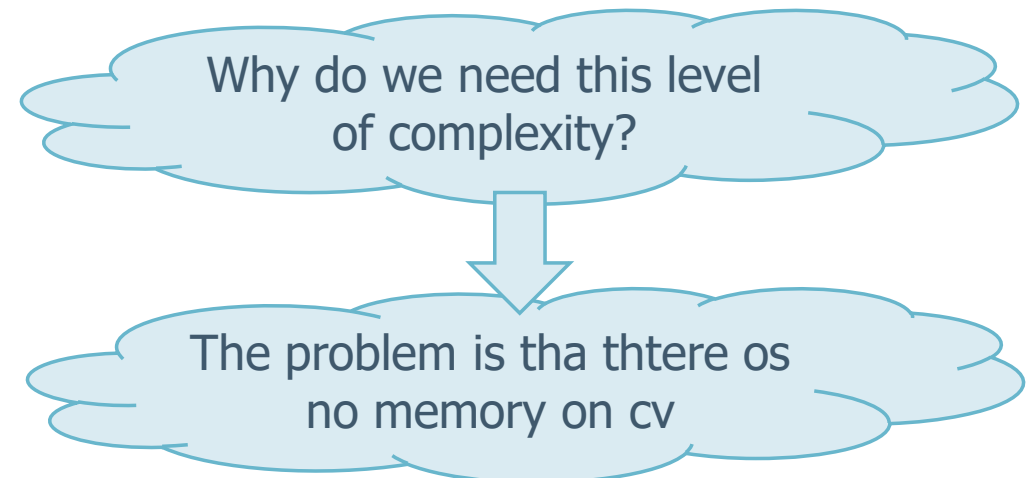 Why do we need this level
of complexity?
The problem is tha thtere os
no memory on cv